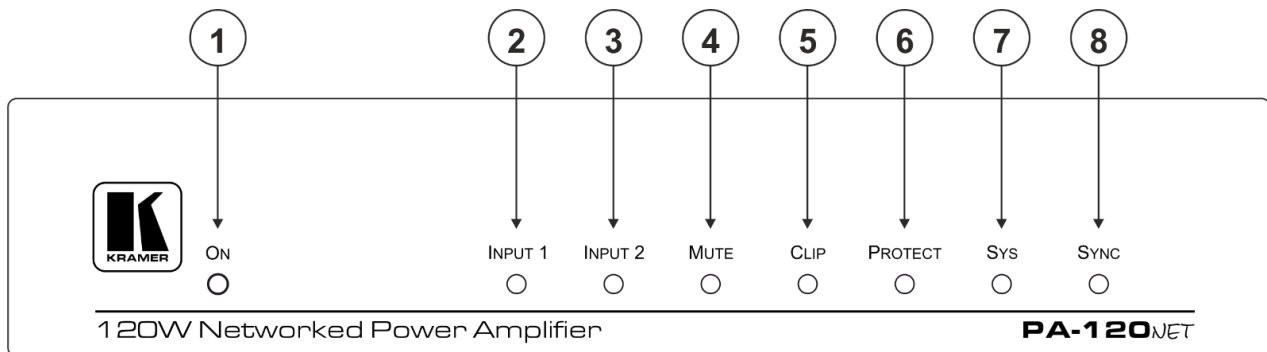 1 2 3 4 5 6 7 8
ON INPUT 1 INPUT 2 MUTE CLIP PROTECT SYS SYNC
K
KRAMER
120W Networked Power Amplifier PA-120NET